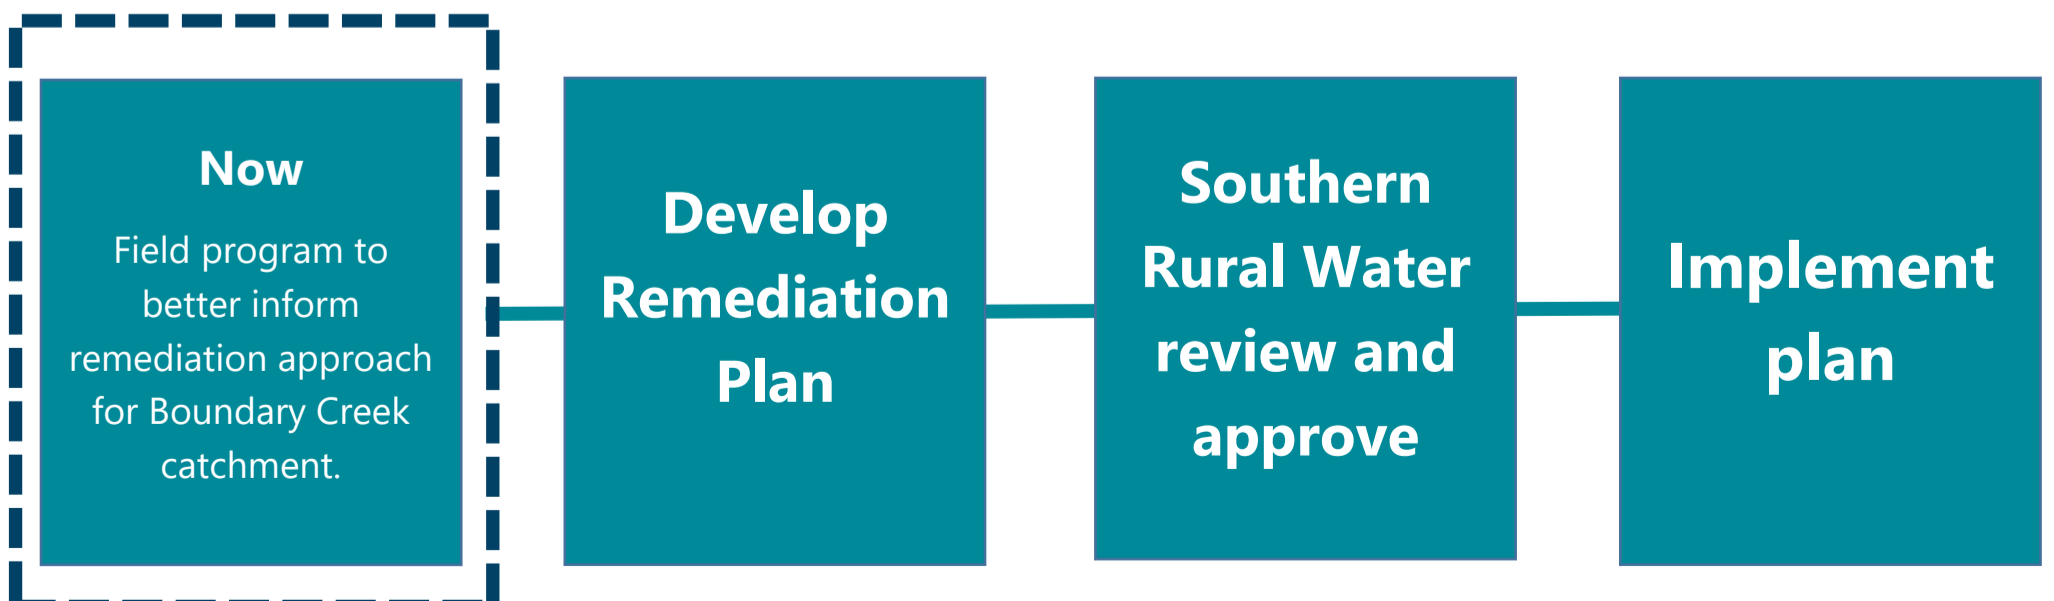 Now
Field program to
better inform
remediation approach
for Boundary Creek
catchment.
Develop
Remediation
Plan
Southern
Rural Water
review and
approve
Implement
plan